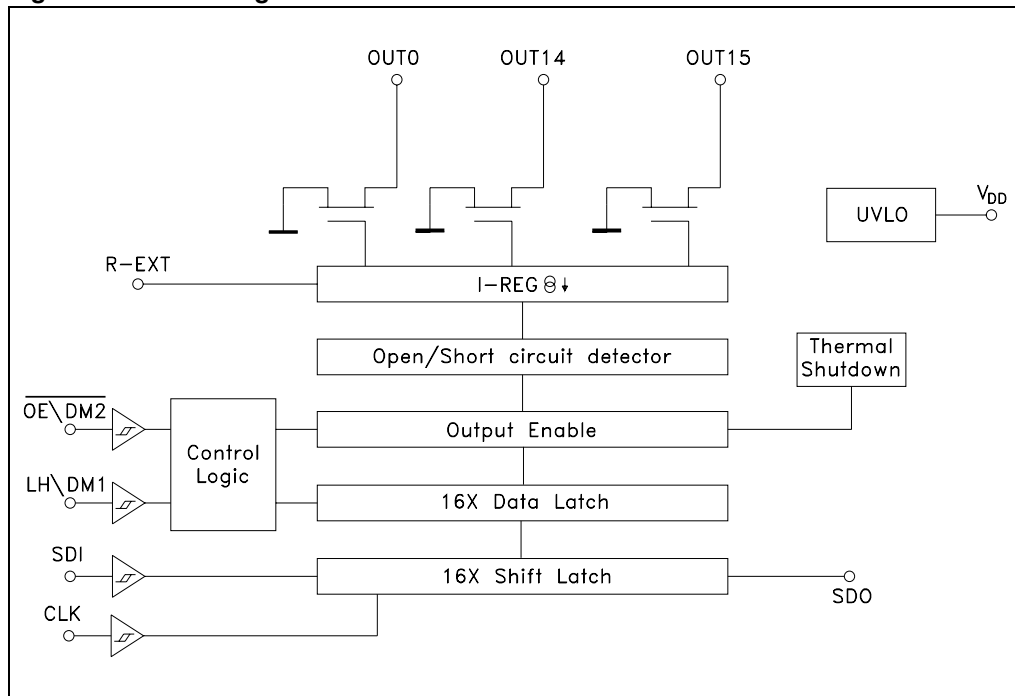 OUT0
OUT14
OUT15
V_DD
UVLO
R-EXT
I-REG
Open/Short circuit detector
Thermal
Shutdown
OE\DM2
Output Enable
Control
Logic
LH\DM1
16X Data Latch
SDI
16X Shift Latch
SDO
CLK